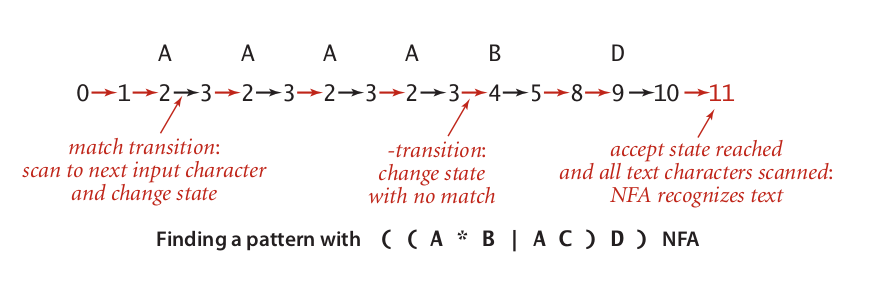 A A A A B D
0→1→2→3→2→3→2→3→2→3→4→5→8→9→10→11
match transition:
scan to next input character
and change state
-transition:
change state
with no match
accept state reached
and all text characters scanned:
NFA recognizes text
Finding a pattern with ( ( A * B | A C ) D ) NFA